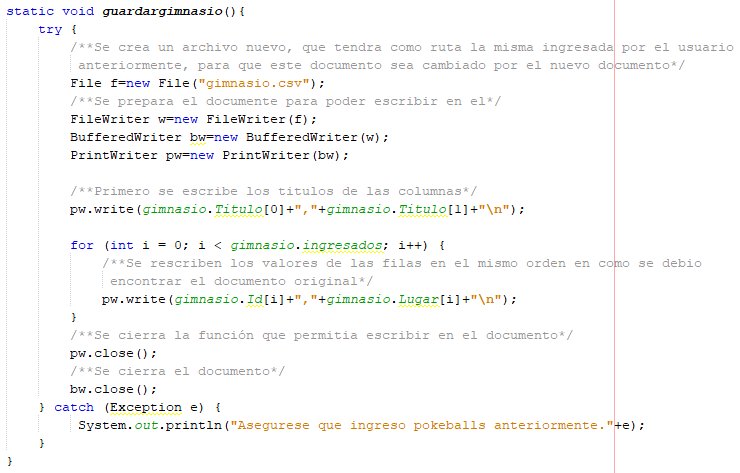 static void guardargimnasio(){
try {
/**Se crea un archivo nuevo, que tendra como ruta la misma ingresada por el usuario
anteriormente, para que este documento sea cambiado por el nuevo documento*/
File f=new File("gimnasio.csv");
/**Se prepara el documente para poder escribir en el*/
FileWriter w=new FileWriter(f);
BufferedWriter bw=new BufferedWriter(w);
PrintWriter pw=new PrintWriter(bw);
/**Primero se escribe los titulos de las columnas*/
pw.write(gimnasio.Titulo[0]+","+gimnasio.Titulo[1]+"\n");
for (int i = 0; i < gimnasio.ingresados; i++) {
/**Se rescriben los valores de las filas en el mismo orden en como se debio
encontrar el documento original*/
pw.write(gimnasio.Id[i]+","+gimnasio.Lugar[i]+"\n");
}
/**Se cierra la función que permitia escribir en el documento*/
pw.close();
/**Se cierra el documento*/
bw.close();
} catch (Exception e) {
System.out.println("Asegurese que ingreso pokeballs anteriormente."+e);
}
}